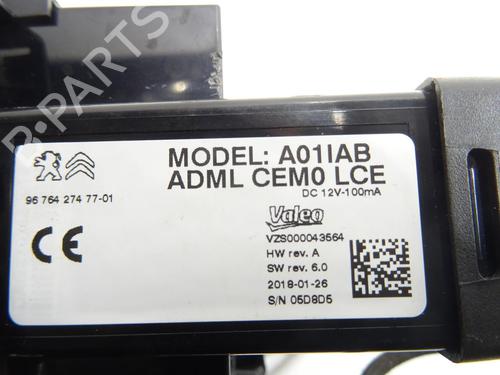 B-PARTS
MODEL: A01IAB
ADML CEM0 LCE
DC 12V-100mA
96 764 274 77-01
CE
Valeo
VZS000043564
HW rev. A
SW rev. 6.0
2018-01-26
S/N 05D8D5